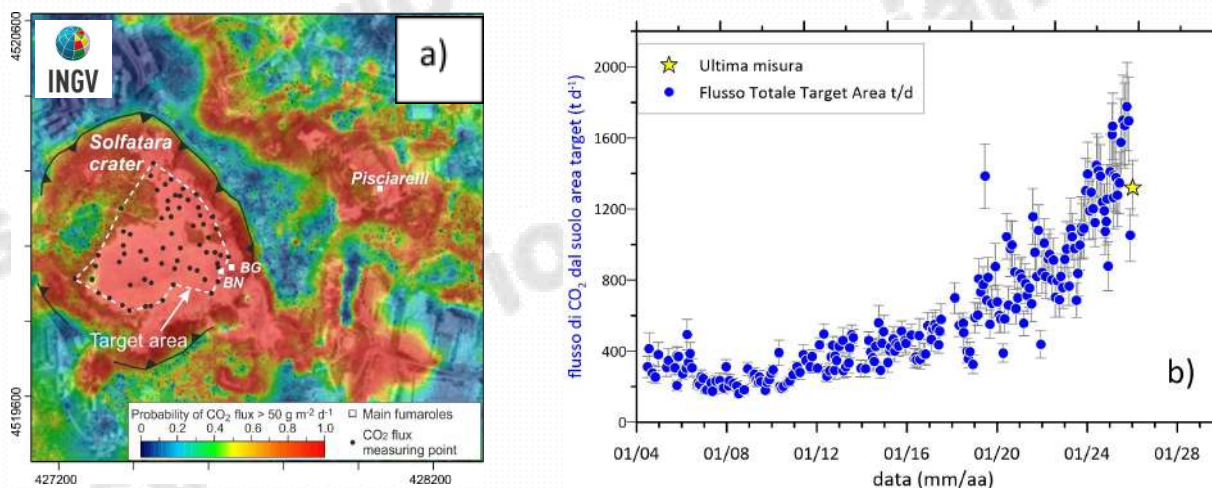 INGV
a)
4520600
Solfatara
crater
Pisciarelli
BG
BN
Target area
4519600
Probability of CO₂ flux > 50 g m⁻² d⁻¹
0 0.2 0.4 0.6 0.8 1.0
Main fumaroles
CO₂ flux
measuring point
427200
428200
Ultima misura
Flusso Totale Target Area t/d
flusso di CO₂ dal suolo area target (t d⁻¹)
2000
1600
1200
800
400
0
b)
01/04 01/08 01/12 01/16 01/20 01/24 01/28
data (mm/aa)